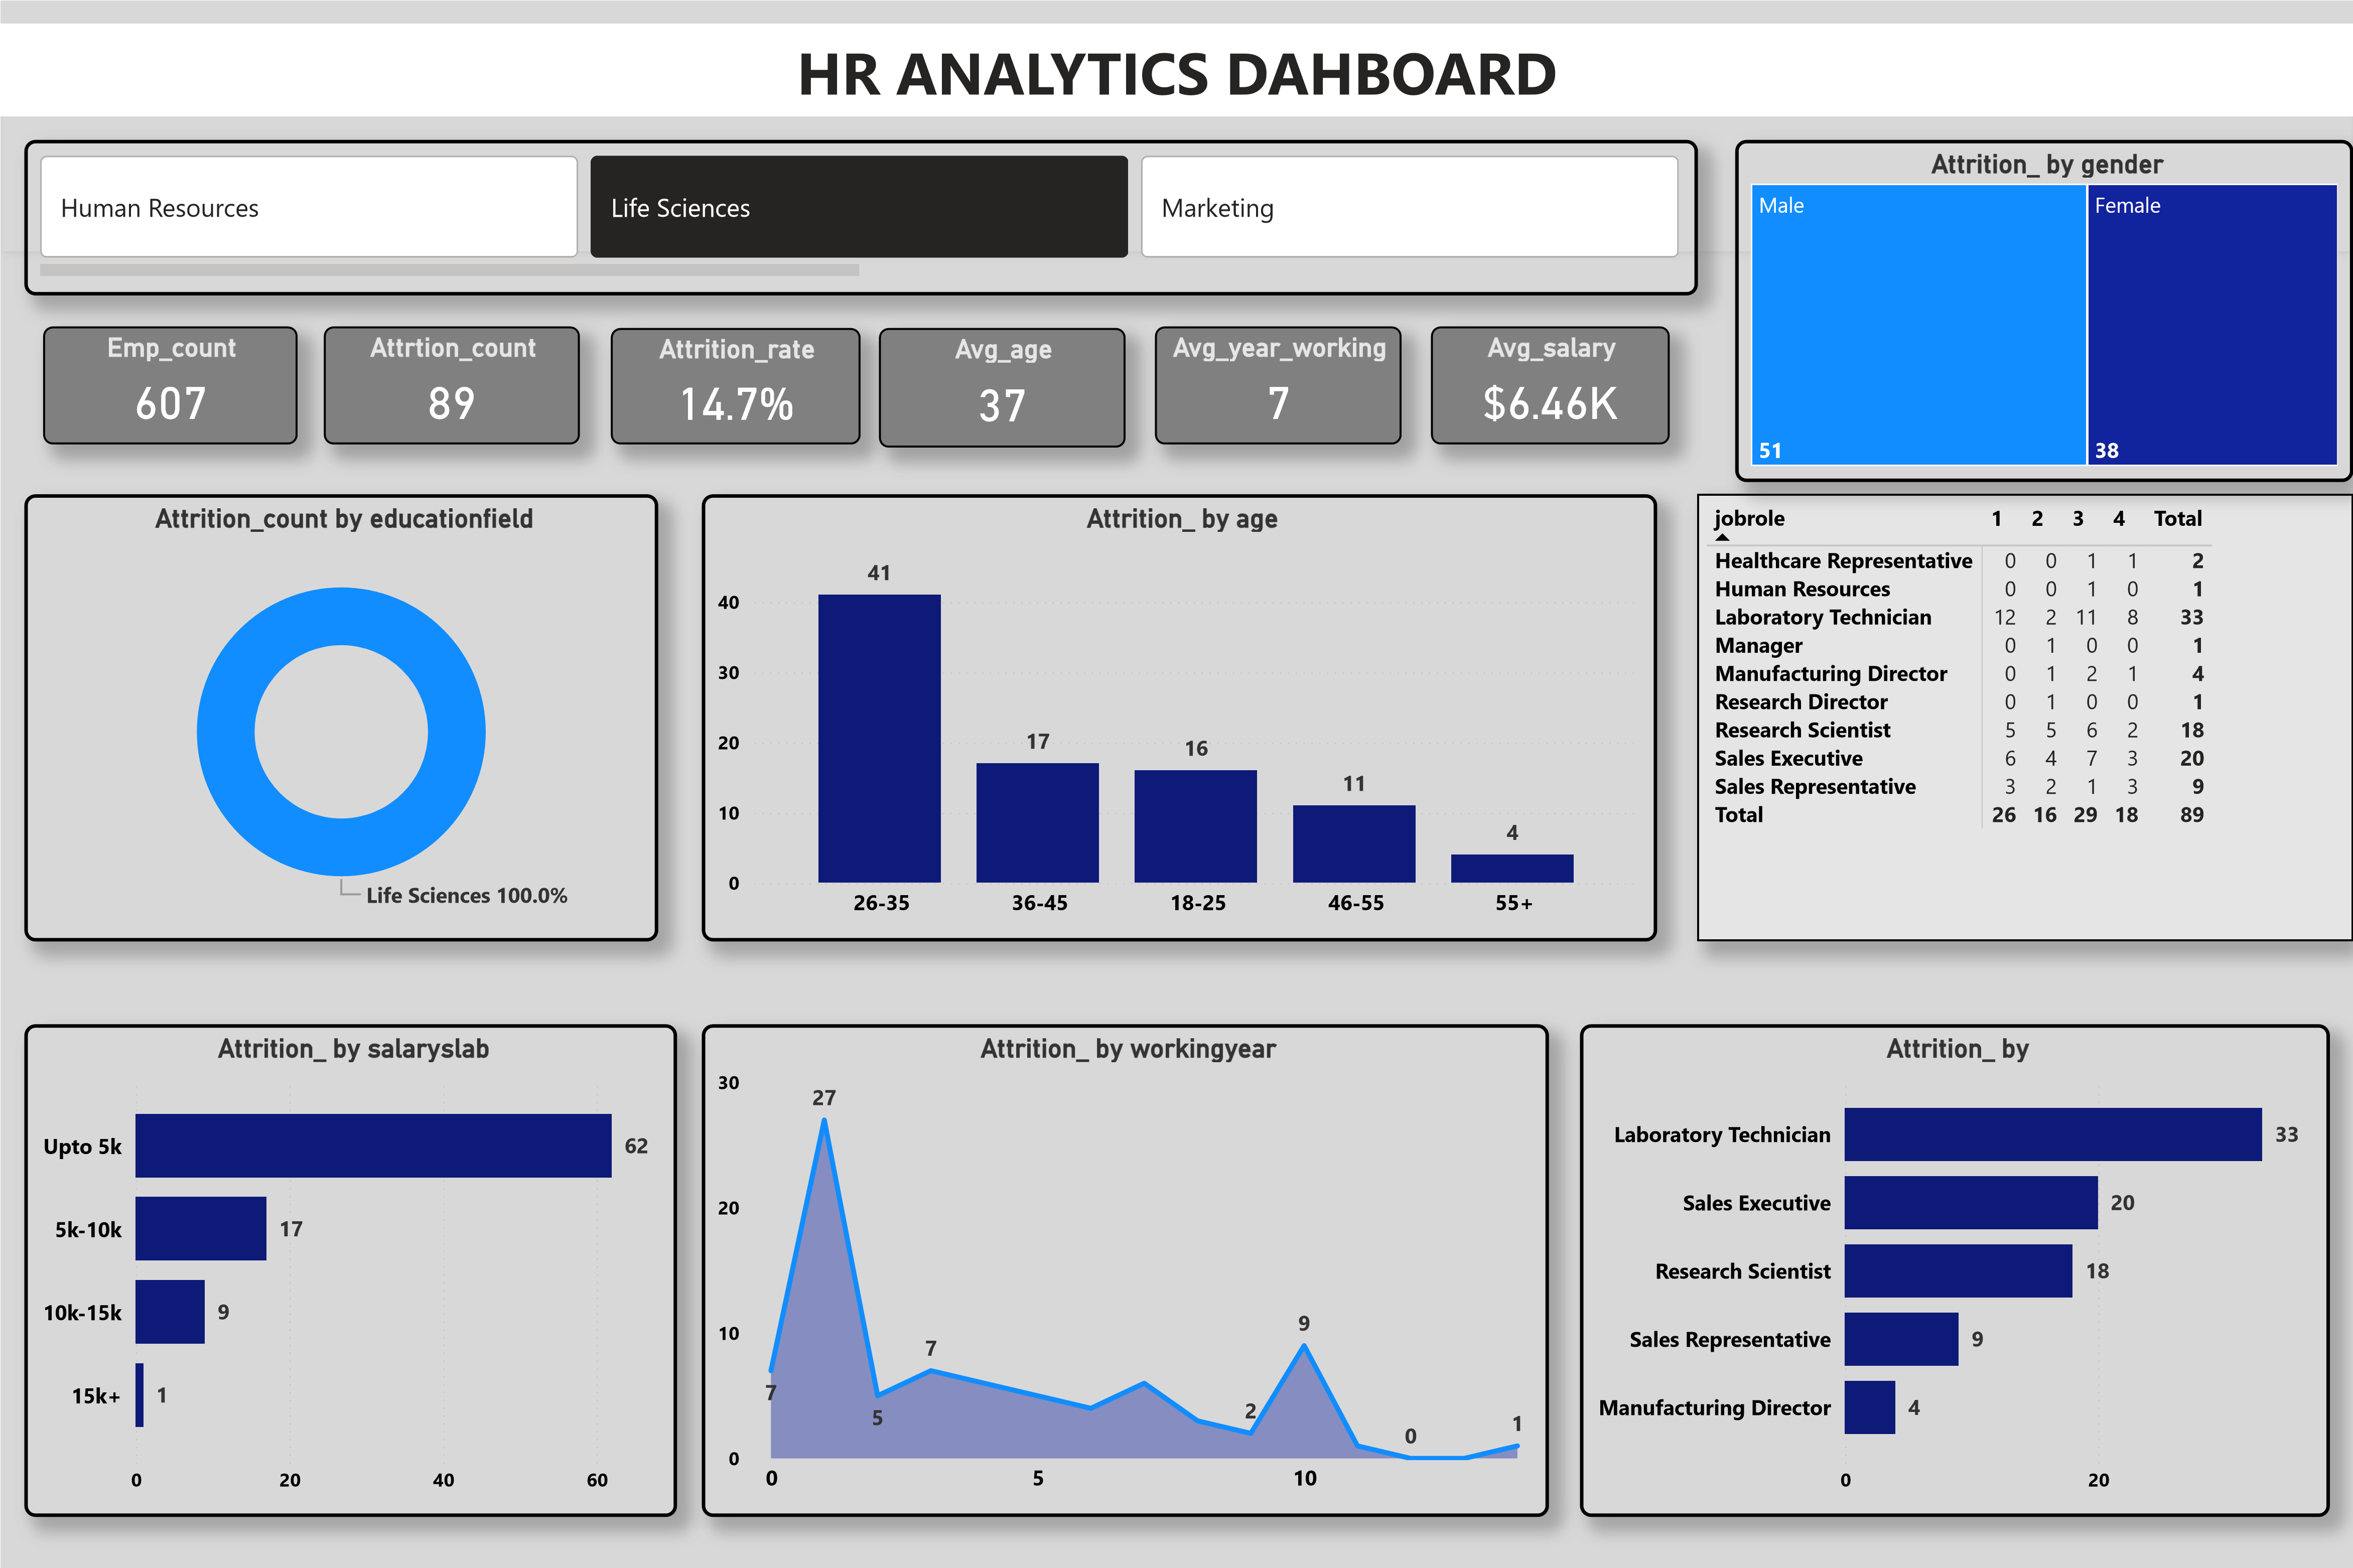 HR ANALYTICS DAHBOARD
Human Resources
Life Sciences
Marketing
Attrition_ by gender
Male
Female
51
38
Emp_count
607
Attrtion_count
89
Attrition_rate
14.7%
Avg_age
37
Avg_year_working
7
Avg_salary
$6.46K
Attrition_count by educationfield
Life Sciences 100.0%
Attrition_ by age
41
17
16
11
4
40
30
20
10
0
26-35 36-45 18-25 46-55 55+
jobrole 1 2 3 4 Total
Healthcare Representative 0 0 1 1 2
Human Resources 0 0 1 0 1
Laboratory Technician 12 2 11 8 33
Manager 0 1 0 0 1
Manufacturing Director 0 1 2 1 4
Research Director 0 1 0 0 1
Research Scientist 5 5 6 2 18
Sales Executive 6 4 7 3 20
Sales Representative 3 2 1 3 9
Total 26 16 29 18 89
Attrition_ by salaryslab
Upto 5k 62
5k-10k 17
10k-15k 9
15k+ 1
0 20 40 60
Attrition_ by workingyear
30
20
10
0
7
27
5
7
2
9
0
1
0 5 10
Attrition_ by
Laboratory Technician 33
Sales Executive 20
Research Scientist 18
Sales Representative 9
Manufacturing Director 4
0 20